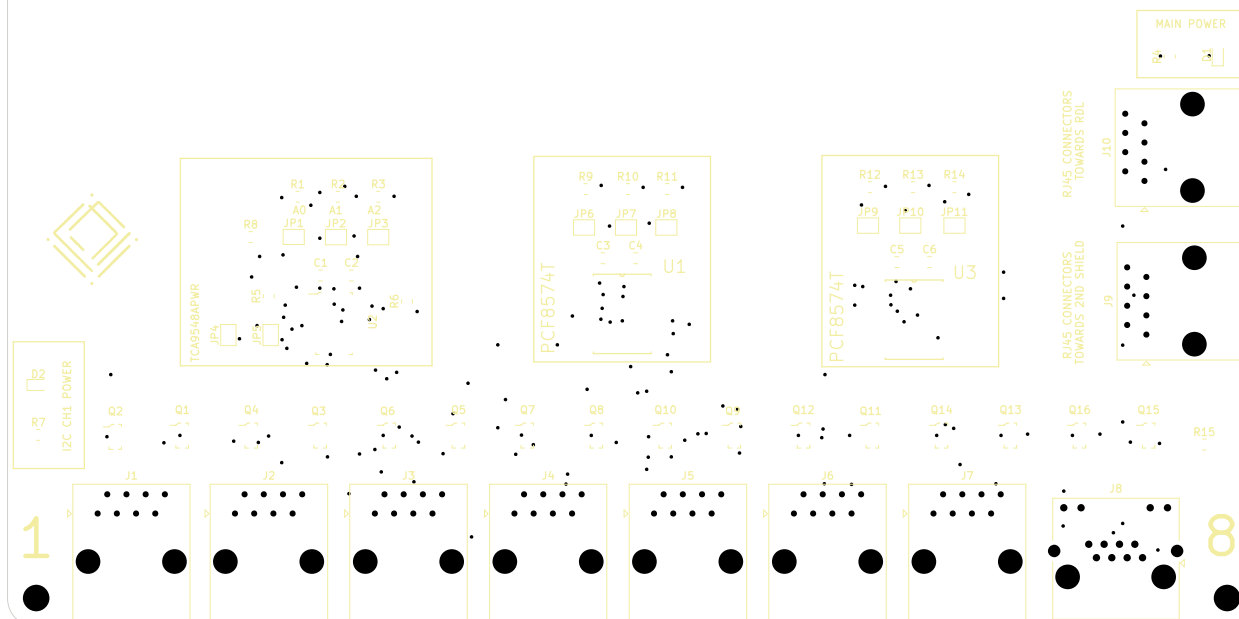 MAIN POWER
R4
RJ45 CONNECTORS
TOWARDS RDL
J10
R1
R2
R3
A0
A1
A2
R8
JP1
JP2
JP3
C1
C2
R5
R6
U2
JP4
JP5
TCA9548APWR
R9
R10
R11
JP6
JP7
JP8
C3
C4
U1
PCF8574T
R12
R13
R14
JP9
JP10
JP11
C5
C6
U3
PCF8574T
RJ45 CONNECTORS
TOWARDS 2ND SHIELD
J9
D2
R7
I2C CH1 POWER
Q2
Q1
Q4
Q3
Q6
Q5
Q7
Q8
Q10
Q9
Q12
Q11
Q14
Q13
Q16
Q15
R15
J1
J2
J3
J4
J5
J6
J7
J8
1
8